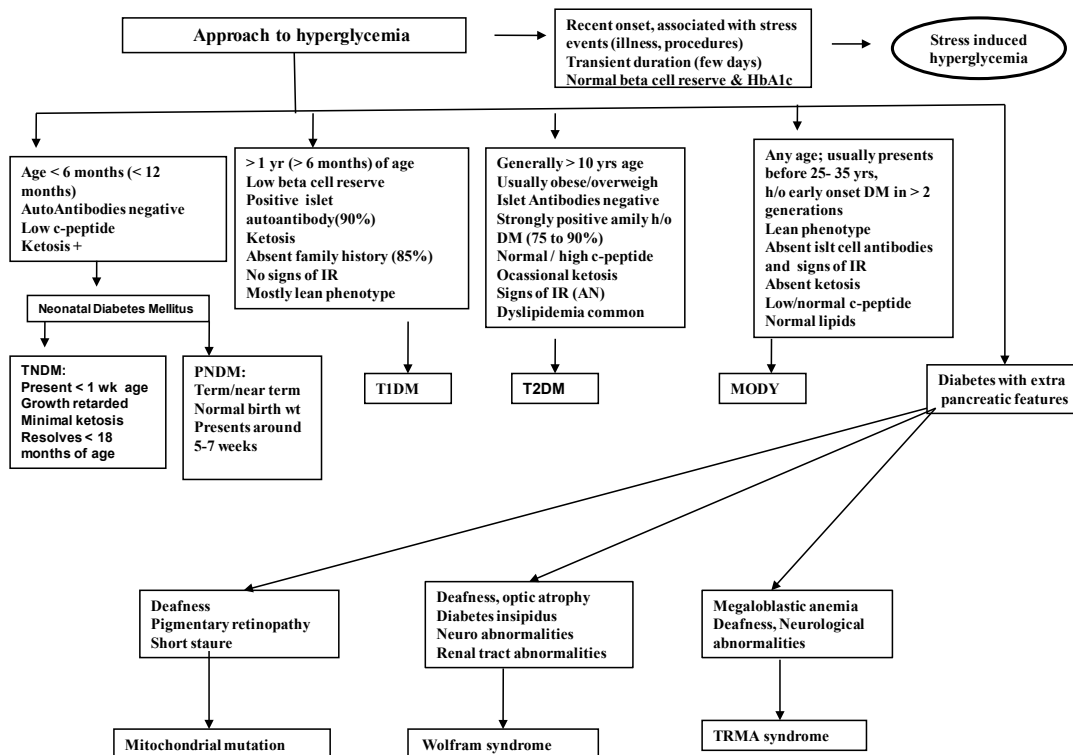 Approach to hyperglycemia
Recent onset, associated with stress
events (illness, procedures)
Transient duration (few days)
Normal beta cell reserve & HbA1c
Stress induced
hyperglycemia
Age < 6 months (< 12
months)
AutoAntibodies negative
Low c-peptide
Ketosis +
> 1 yr (> 6 months) of age
Low beta cell reserve
Positive islet
autoantibody(90%)
Ketosis
Absent family history (85%)
No signs of IR
Mostly lean phenotype
Generally > 10 yrs age
Usually obese/overweigh
Islet Antibodies negative
Strongly positive amily h/o
DM (75 to 90%)
Normal / high c-peptide
Ocassional ketosis
Signs of IR (AN)
Dyslipidemia common
Any age; usually presents
before 25- 35 yrs,
h/o early onset DM in > 2
generations
Lean phenotype
Absent islt cell antibodies
and signs of IR
Absent ketosis
Low/normal c-peptide
Normal lipids
Neonatal Diabetes Mellitus
TNDM:
Present < 1 wk age
Growth retarded
Minimal ketosis
Resolves < 18
months of age
PNDM:
Term/near term
Normal birth wt
Presents around
5-7 weeks
T1DM
T2DM
MODY
Diabetes with extra
pancreatic features
Deafness
Pigmentary retinopathy
Short staure
Deafness, optic atrophy
Diabetes insipidus
Neuro abnormalities
Renal tract abnormalities
Megaloblastic anemia
Deafness, Neurological
abnormalities
Mitochondrial mutation
Wolfram syndrome
TRMA syndrome